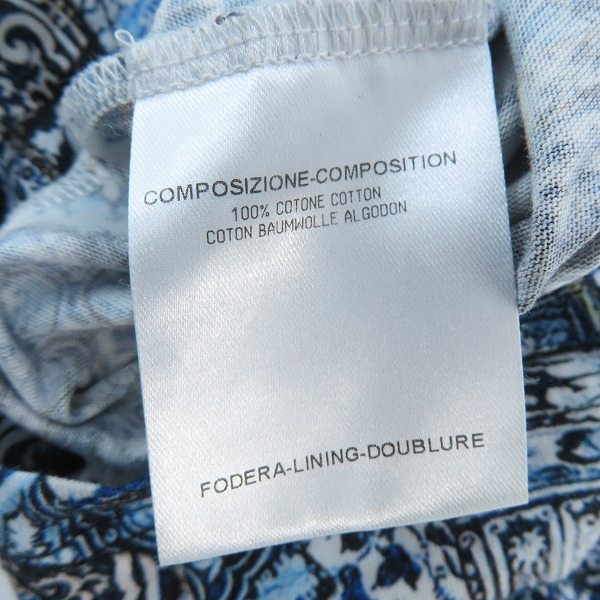 COMPOSIZIONE-COMPOSITION
100% COTONE COTTON
COTON BAUMWOLLE ALGODON
FODERA-LINING-DOUBLURE